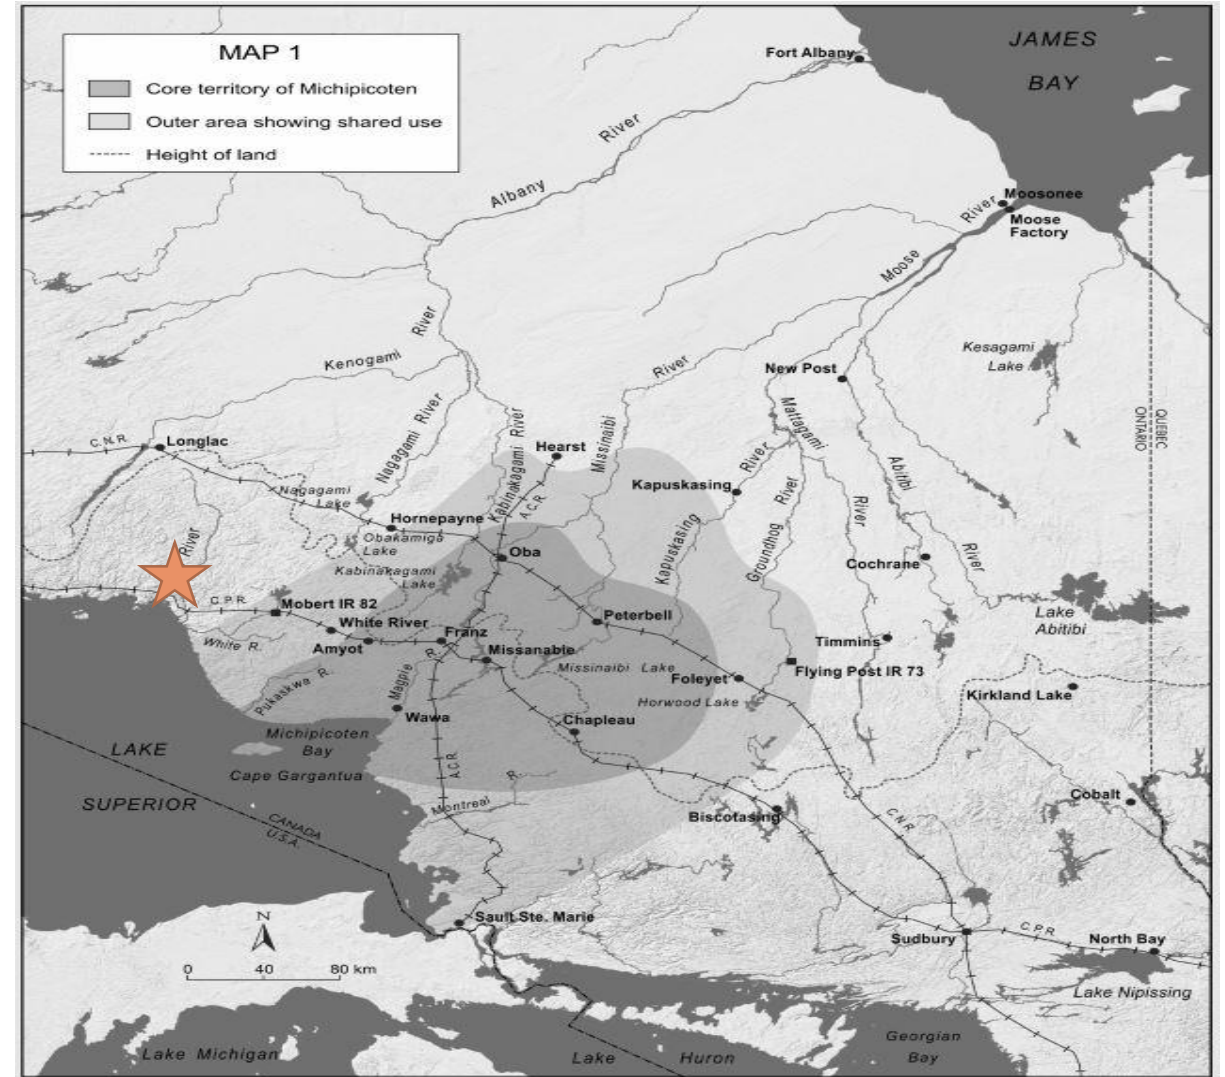 MAP 1
Core territory of Michipicoten
Outer area showing shared use
Height of land
JAMES
BAY
Fort Albany
River
Albany
Moosonee
River
Moose
Factory
Moose
Kesagami
Lake
River
Kenogami
River
New Post
QUEBEC
ONTARIO
C.N.R.
Longlac
Nagagami River
Kabinakagami River
Hearst
A.C.R.
Missinaibi
Mattagami
River
Abitibi
Kapuskasing
River
River
Nagagami
Lake
Hornepayne
Obakamiga
Lake
Kabinakagami
Lake
Oba
Kapuskasing
Groundhog
River
Cochrane
River
Lake
Abitibi
C.P.R.
Mobert IR 82
White River
White R.
Amyot
Franz
Peterbell
Missanable
R.
Magpie
Missinaibi Lake
Timmins
Flying Post IR 73
Foleyet
Pukaskwa R.
Horwood Lake
Kirkland Lake
Wawa
Chapleau
Michipicoten
Bay
Cape Gargantua
LAKE
SUPERIOR
A.C.R.
R.
Montreal
CANADA
U.S.A.
Biscotasing
C.N.R.
Cobalt
N
0 40 80 km
Sault Ste. Marie
Sudbury
C.P.R.
North Bay
Lake Nipissing
Georgian
Bay
Lake Michigan
Lake Huron